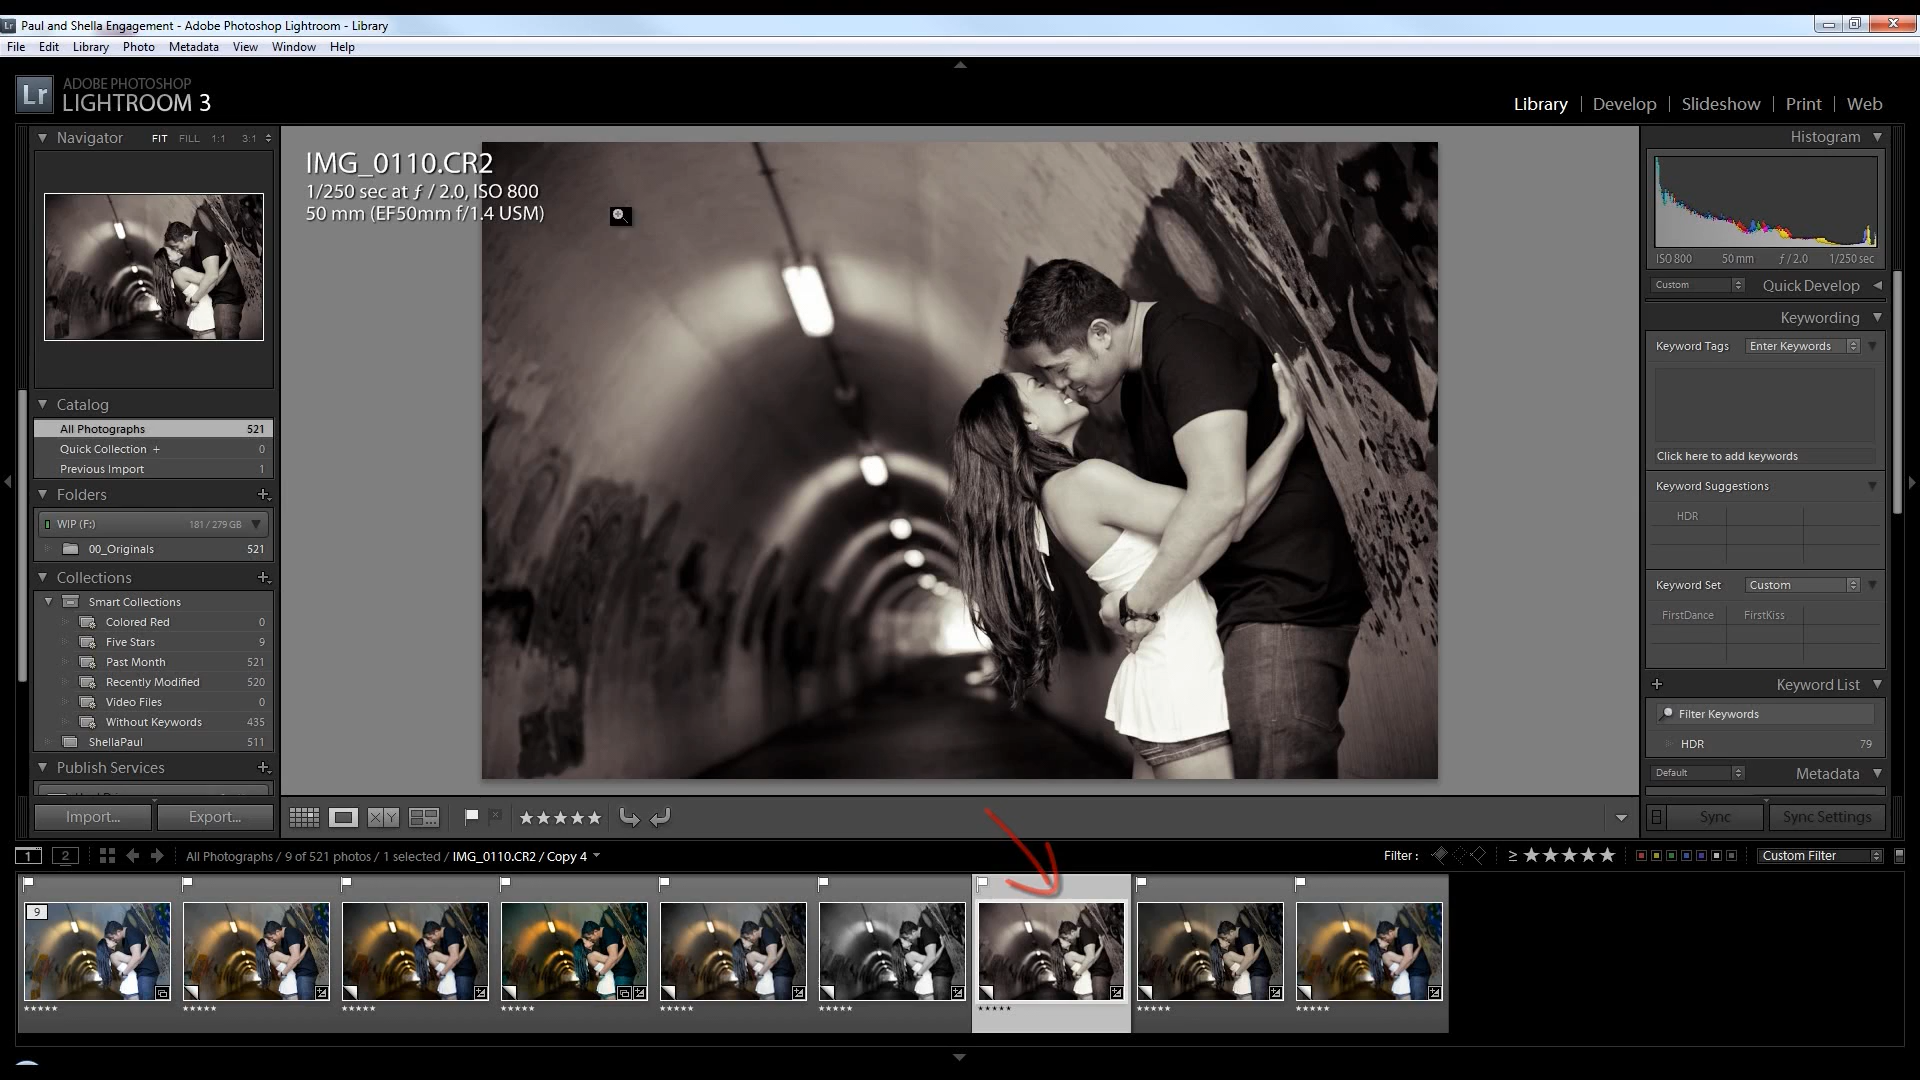 Paul and Shella Engagement - Adobe Photoshop Lightroom - Library
File Edit Library Photo Metadata View Window Help
Lr ADOBE PHOTOSHOP
LIGHTROOM 3
Library | Develop | Slideshow | Print | Web
Navigator FIT FILL 1:1 3:1
Catalog
All Photographs 521
Quick Collection + 0
Previous Import 1
Folders
WIP (F:) 181 / 279 GB
00_Originals 521
Collections
Smart Collections
Colored Red 0
Five Stars 9
Past Month 521
Recently Modified 520
Video Files 0
Without Keywords 435
ShellaPaul 511
Publish Services
Import... Export...
IMG_0110.CR2
1/250 sec at ƒ / 2.0, ISO 800
50 mm (EF50mm f/1.4 USM)
Histogram
ISO 800 50 mm ƒ / 2.0 1/250 sec
Custom Quick Develop
Keywording
Keyword Tags Enter Keywords
Click here to add keywords
Keyword Suggestions
HDR
Keyword Set Custom
FirstDance FirstKiss
Keyword List
Filter Keywords
HDR 79
Default Metadata
Sync Sync Settings
X Y
1 2 All Photographs / 9 of 521 photos / 1 selected / IMG_0110.CR2 / Copy 4
Filter : ≥ ★★★★★ Custom Filter
9